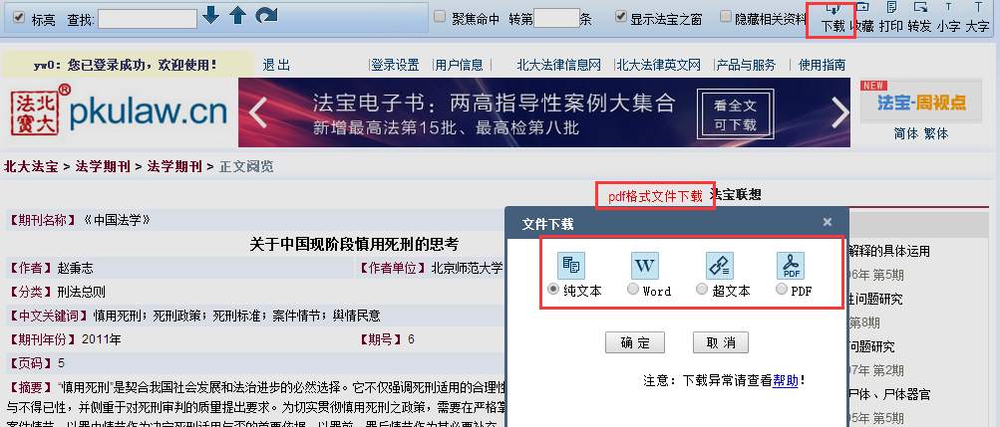 标亮 查找: 聚焦命中 转第 条 显示法宝之窗 隐藏相关资料 下载 收藏 打印 转发 小字 大字
yw0: 您已登录成功，欢迎使用！ 退 出 |登录设置 |用户信息 | 北大法律信息网 |北大法律英文网 |产品与服务 | 使用指南
北大法宝® pkulaw.cn
法宝电子书：两高指导性案例大集合
新增最高法第15批、最高检第八批
看全文
可下载
NEW
法宝-周视点
简体 繁体
北大法宝 > 法学期刊 > 法学期刊 > 正文阅览
pdf格式文件下载 法宝联想
【期刊名称】《中国法学》
关于中国现阶段慎用死刑的思考
【作者】 赵秉志 【作者单位】 北京师范大学
【分类】 刑法总则
【中文关键词】 慎用死刑；死刑政策；死刑标准；案件情节；舆情民意
【期刊年份】 2011年 【期号】 6
【页码】 5
【摘要】 “慎用死刑”是契合我国社会发展和法治进步的必然选择。它不仅强调死刑适用的合理性
与不得已性，并侧重于对死刑审判的质量提出要求。为切实贯彻慎用死刑之政策，需要在严格
文件下载 ×
纯文本 Word 超文本 PDF
确 定 取 消
注意：下载异常请查看帮助！
解释的具体运用
06年 第5期
性问题研究
第8期
问题研究
07年 第2期
尸体、尸体器官
05年 第5期